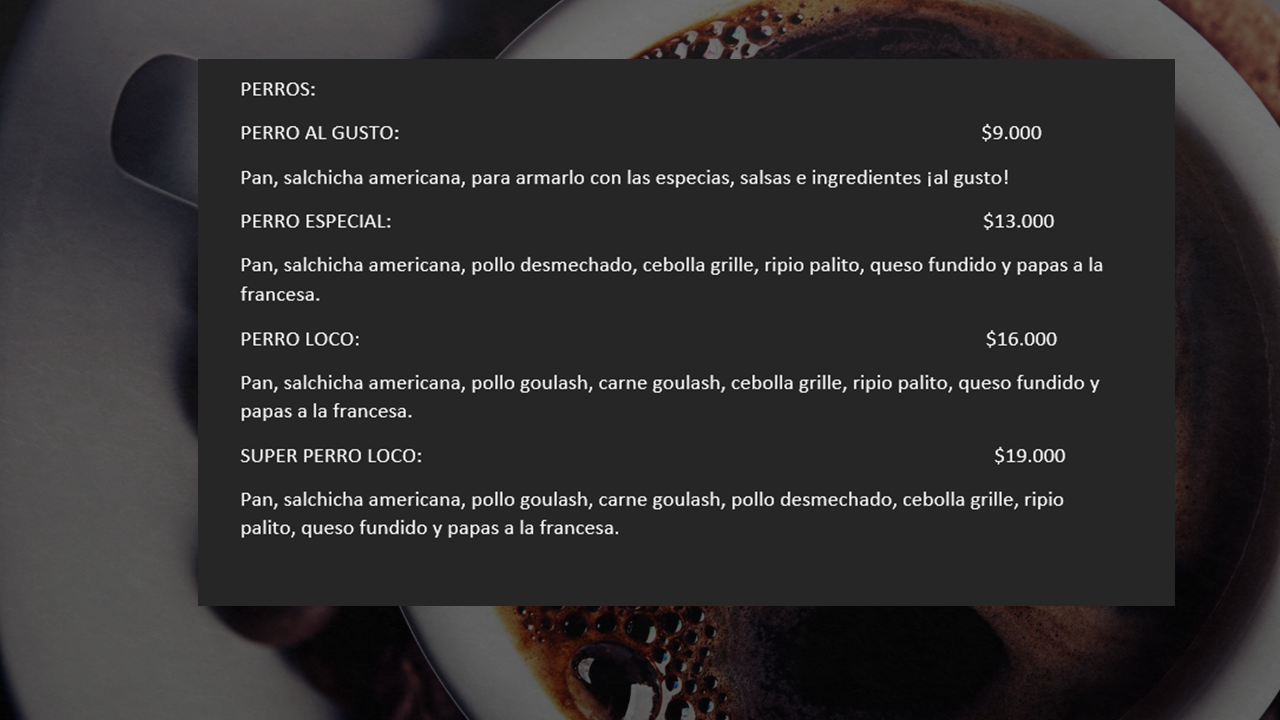 PERROS:
PERRO AL GUSTO: $9.000
Pan, salchicha americana, para armarlo con las especias, salsas e ingredientes ¡al gusto!
PERRO ESPECIAL: $13.000
Pan, salchicha americana, pollo desmechado, cebolla grille, ripio palito, queso fundido y papas a la
francesa.
PERRO LOCO: $16.000
Pan, salchicha americana, pollo goulash, carne goulash, cebolla grille, ripio palito, queso fundido y
papas a la francesa.
SUPER PERRO LOCO: $19.000
Pan, salchicha americana, pollo goulash, carne goulash, pollo desmechado, cebolla grille, ripio
palito, queso fundido y papas a la francesa.